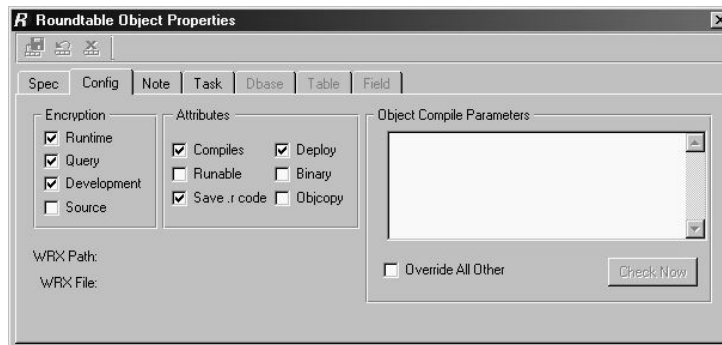 R Roundtable Object Properties
Spec Config Note Task Dbase Table Field
Encryption
Runtime
Query
Development
Source
Attributes
Compiles Deploy
Runable Binary
Save .r code Objcopy
Object Compile Parameters
Override All Other Check Now
WRX Path:
WRX File: